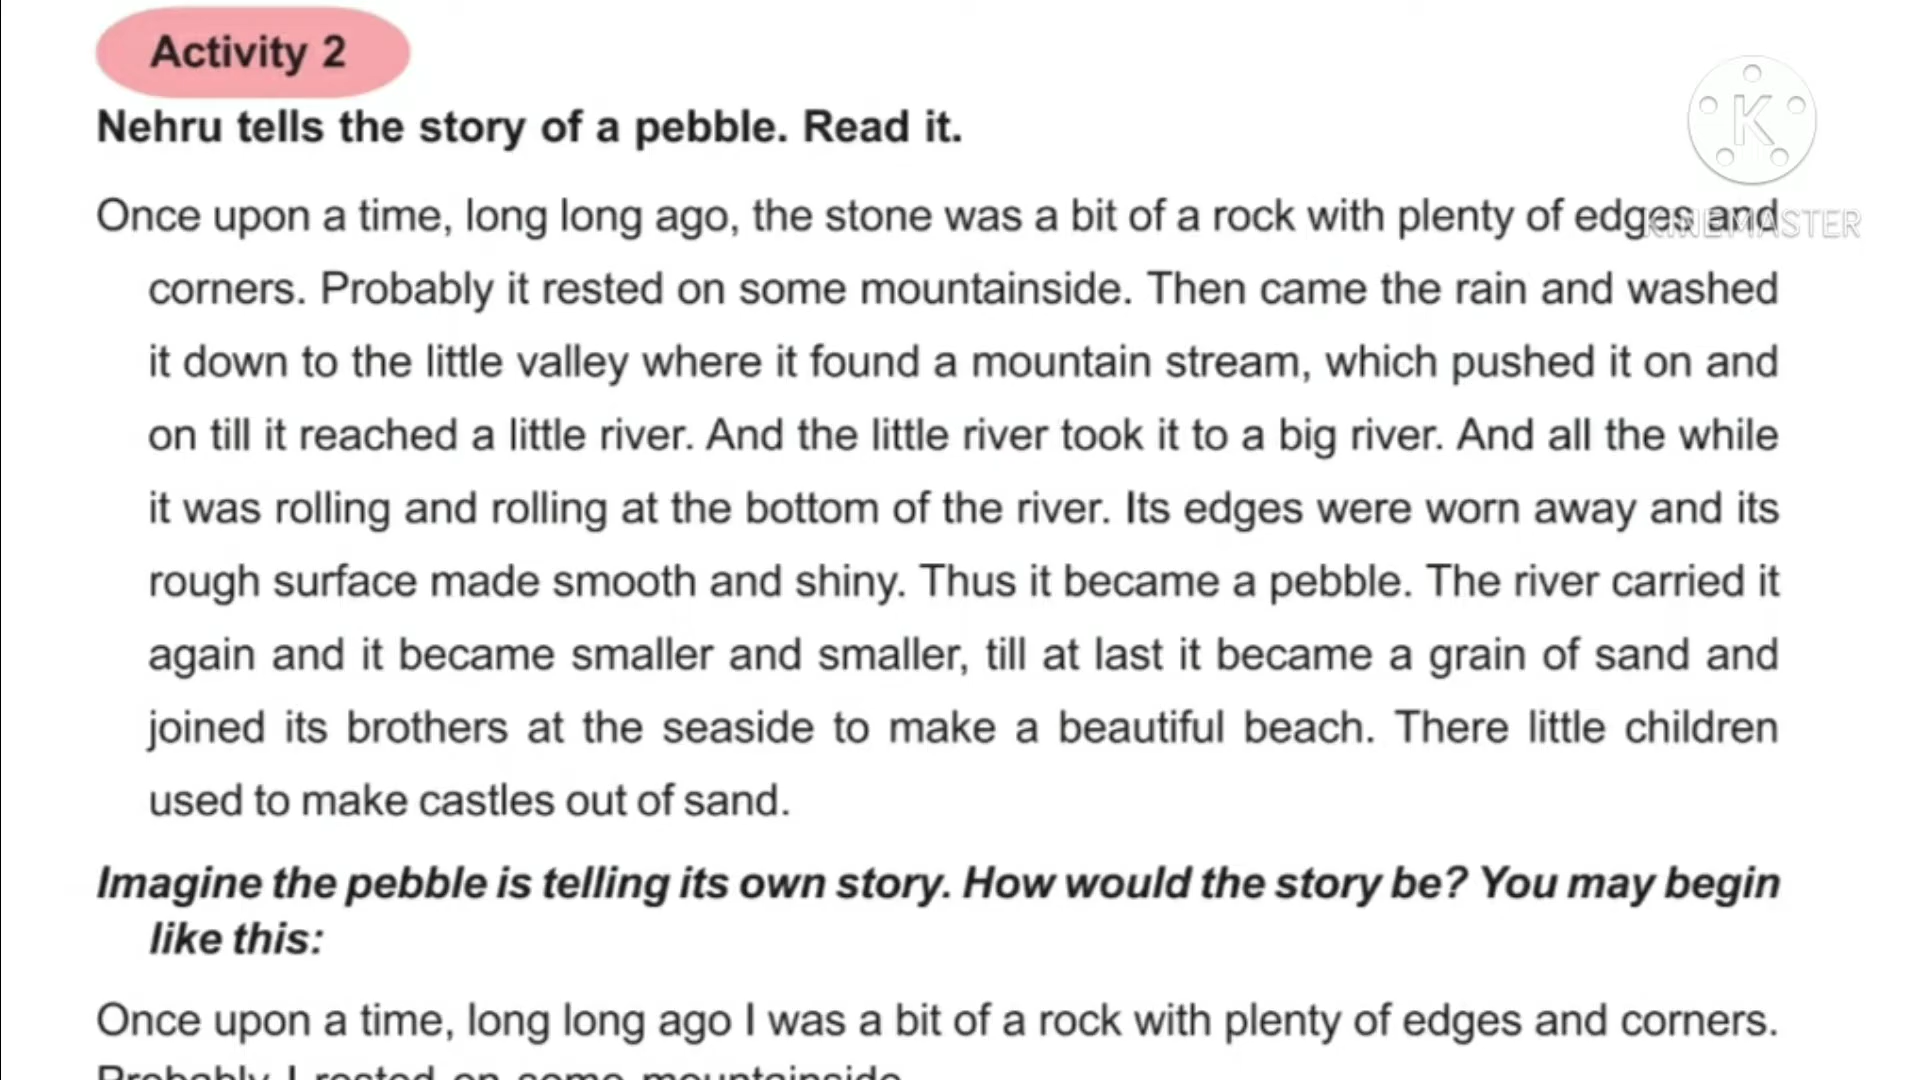 Activity 2
Nehru tells the story of a pebble. Read it.
K
KINEMASTER
Once upon a time, long long ago, the stone was a bit of a rock with plenty of edges and
corners. Probably it rested on some mountainside. Then came the rain and washed
it down to the little valley where it found a mountain stream, which pushed it on and
on till it reached a little river. And the little river took it to a big river. And all the while
it was rolling and rolling at the bottom of the river. Its edges were worn away and its
rough surface made smooth and shiny. Thus it became a pebble. The river carried it
again and it became smaller and smaller, till at last it became a grain of sand and
joined its brothers at the seaside to make a beautiful beach. There little children
used to make castles out of sand.
Imagine the pebble is telling its own story. How would the story be? You may begin
like this:
Once upon a time, long long ago I was a bit of a rock with plenty of edges and corners.
Probably I rested on some mountainside